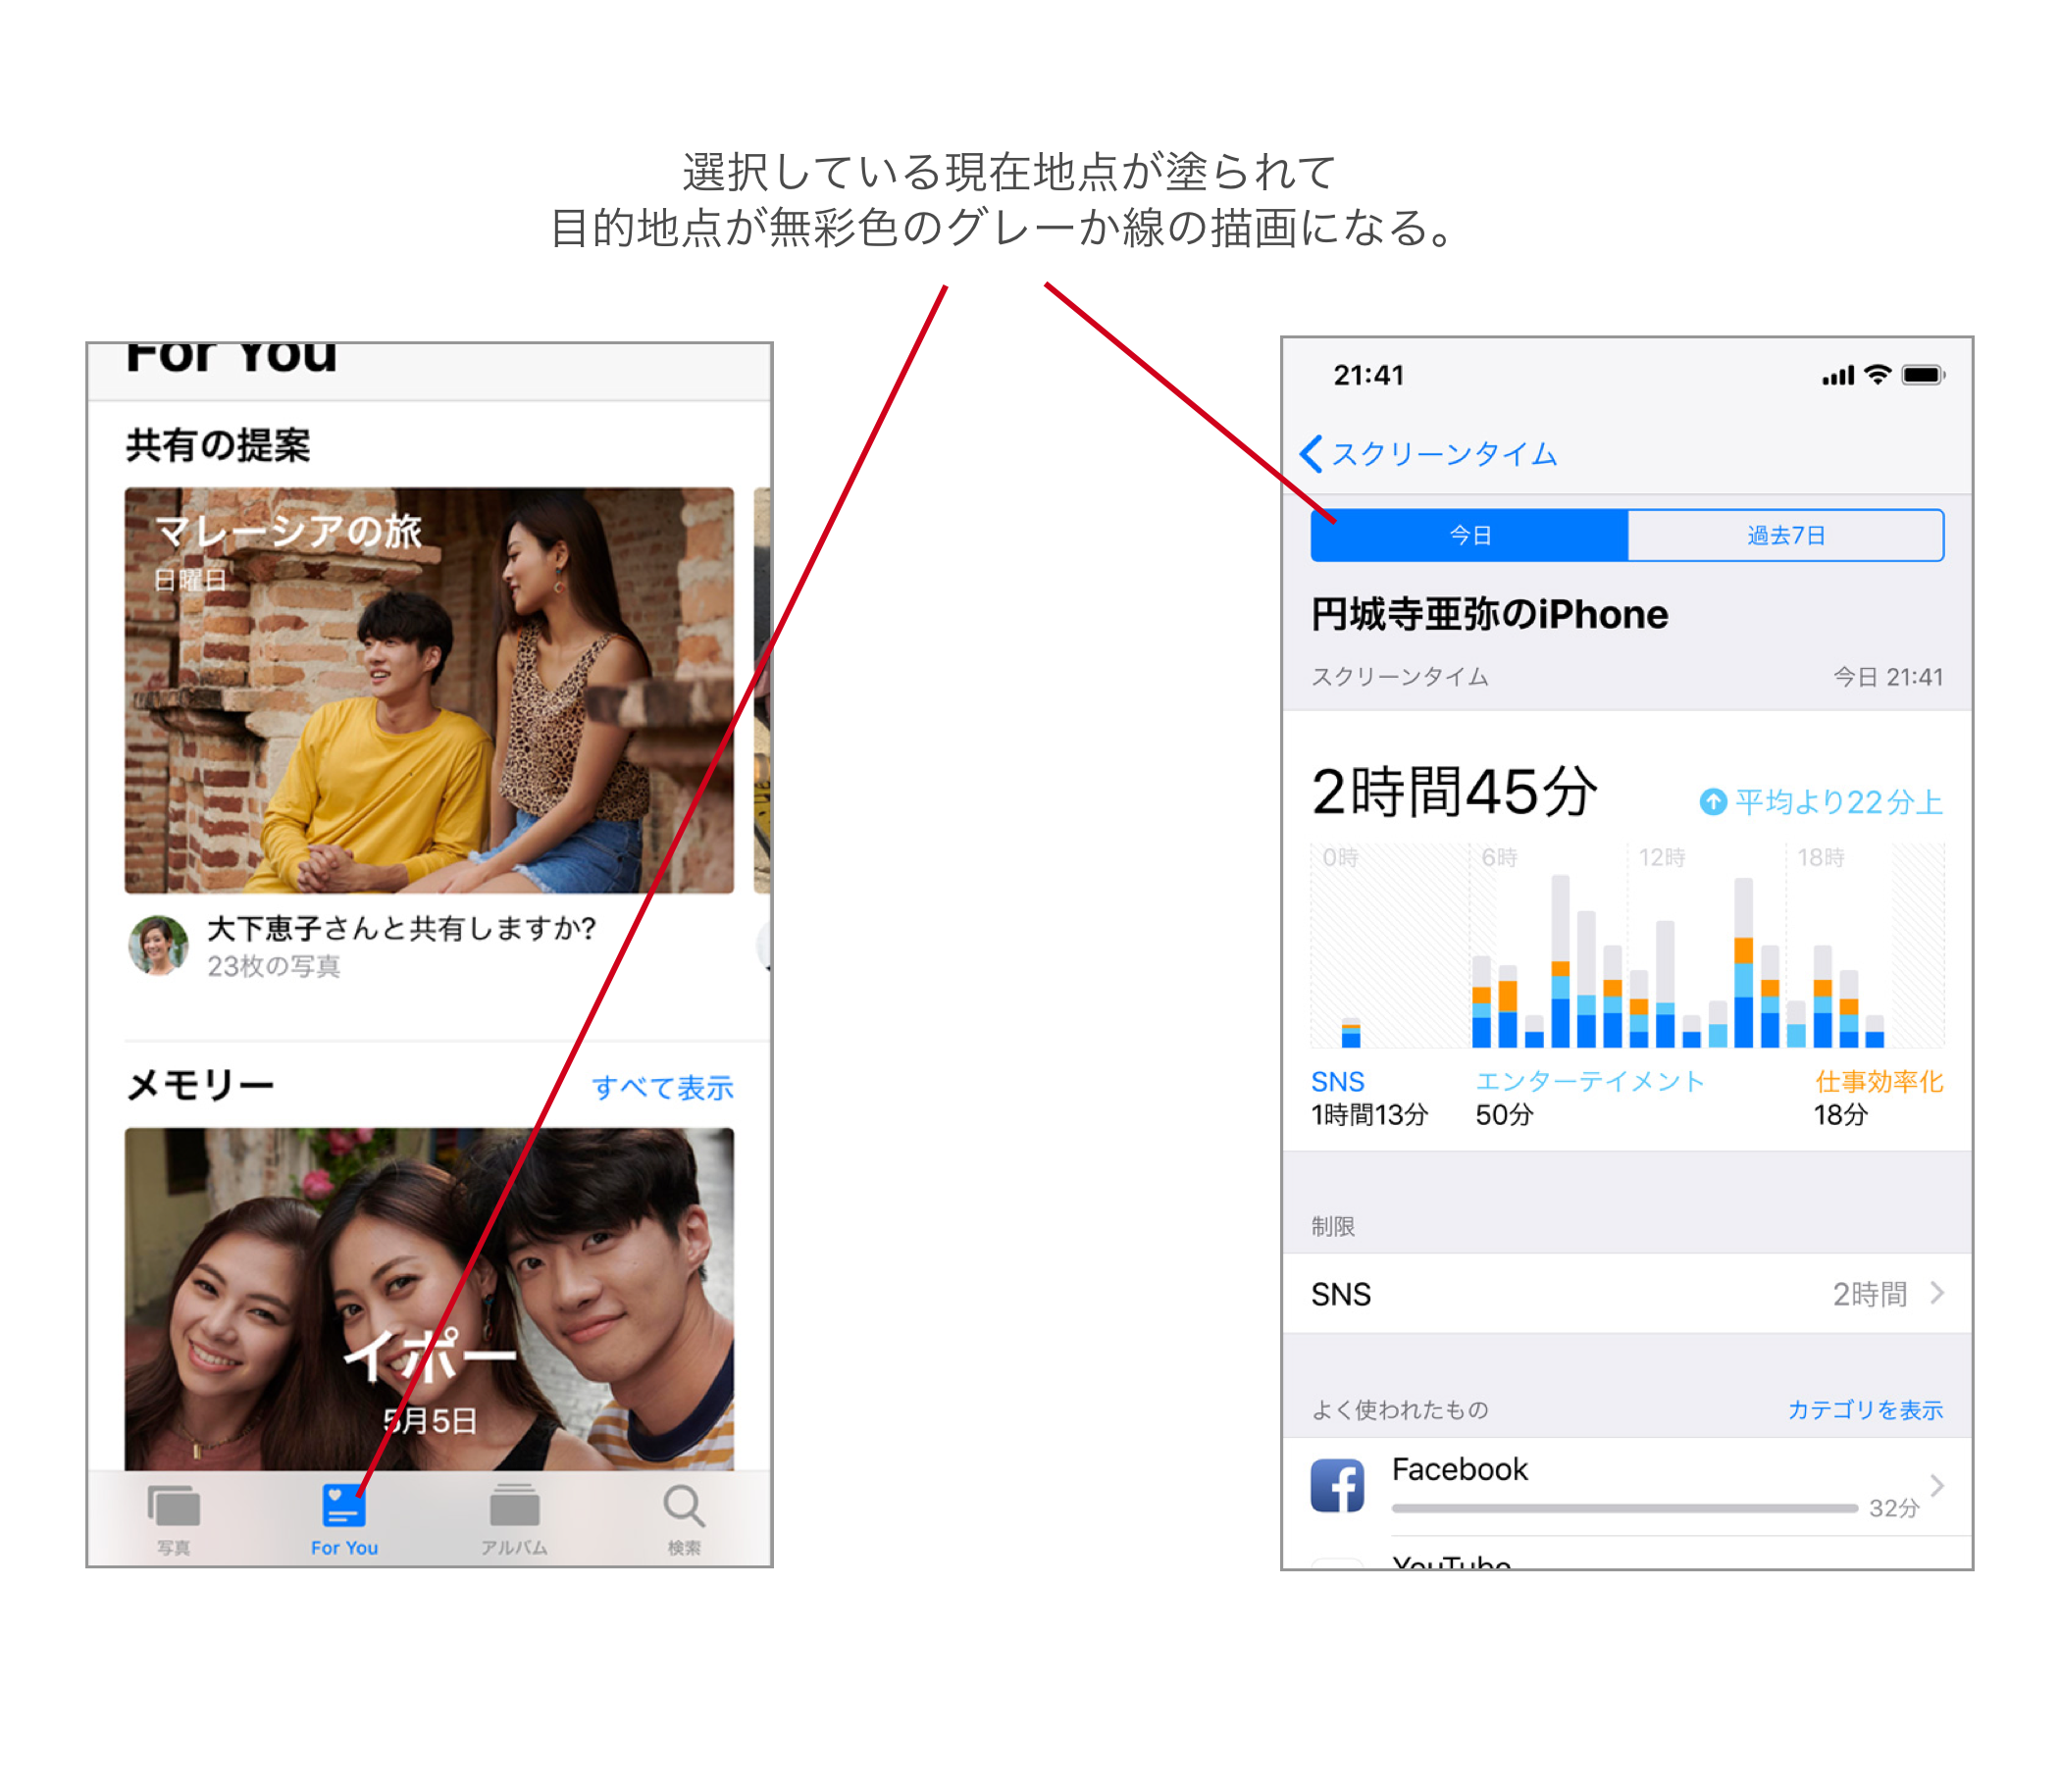 選択している現在地点が塗られて
目的地点が無彩色のグレーか線の描画になる。
For You
共有の提案
マレーシアの旅
日曜日
大下恵子さんと共有しますか?
23枚の写真
メモリー
すべて表示
イポー
5月5日
写真
For You
アルバム
検索
21:41
スクリーンタイム
今日
過去7日
円城寺亜弥のiPhone
スクリーンタイム
今日 21:41
2時間45分
平均より22分上
0時
6時
12時
18時
SNS
エンターテイメント
仕事効率化
1時間13分
50分
18分
制限
SNS
2時間
よく使われたもの
カテゴリを表示
Facebook
32分
YouTube